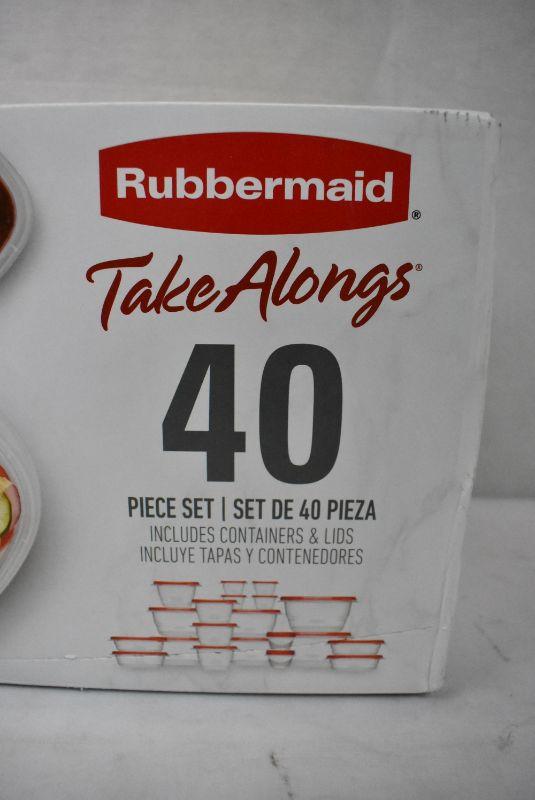 Rubbermaid®
TakeAlongs®
40
PIECE SET | SET DE 40 PIEZA
INCLUDES CONTAINERS & LIDS
INCLUYE TAPAS Y CONTENEDORES